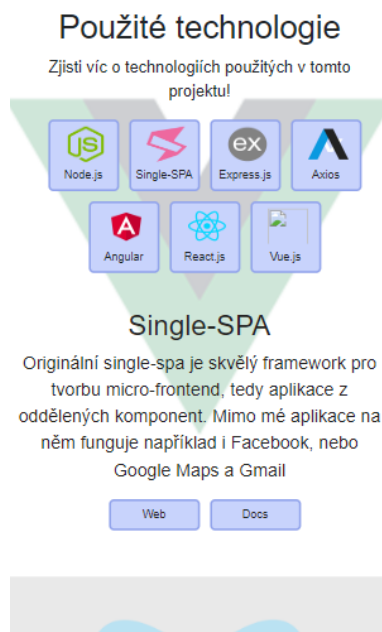 Použité technologie
Zjisti víc o technologiích použitých v tomto
projektu!
JS
ex
Node.js Single-SPA Express.js Axios
A
Angular React.js Vue.js
Single-SPA
Originální single-spa je skvělý framework pro
tvorbu micro-frontend, tedy aplikace z
oddělených komponent. Mimo mé aplikace na
něm funguje například i Facebook, nebo
Google Maps a Gmail
Web Docs